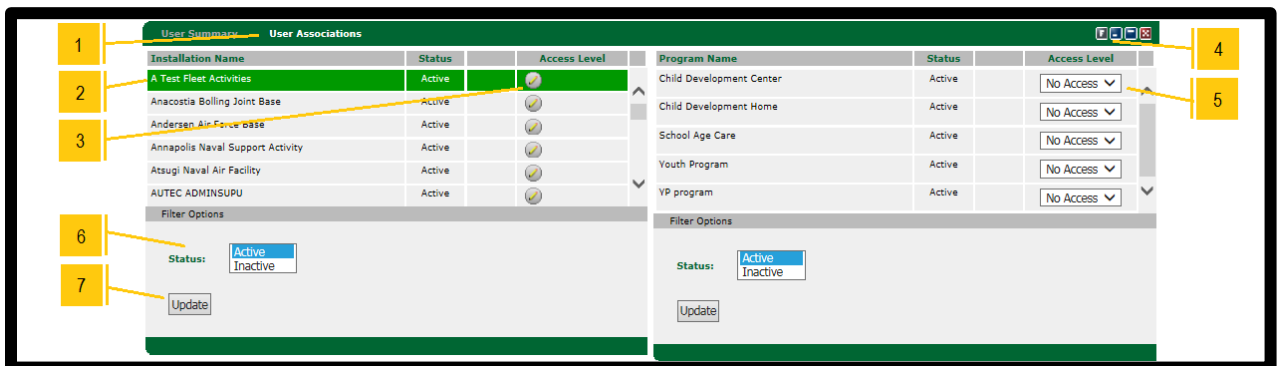 User Summary User Associations
1
4
Installation Name Status Access Level
Program Name Status Access Level
2
A Test Fleet Activities Active
Child Development Center Active No Access
5
Anacostia Bolling Joint Base Active
Child Development Home Active No Access
3
Andersen Air Force Base Active
Annapolis Naval Support Activity Active
School Age Care Active No Access
Atsugi Naval Air Facility Active
Youth Program Active No Access
AUTEC ADMINSUPU Active
YP program Active No Access
Filter Options
Filter Options
6
Status: Active
Inactive
Status: Active
Inactive
7
Update
Update